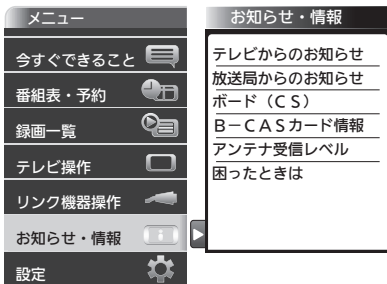 メニュー
今すぐできること
番組表・予約
録画一覧
テレビ操作
リンク機器操作
お知らせ・情報
設定
お知らせ・情報
テレビからのお知らせ
放送局からのお知らせ
ボード（ＣＳ）
Ｂ－ＣＡＳカード情報
アンテナ受信レベル
困ったときは